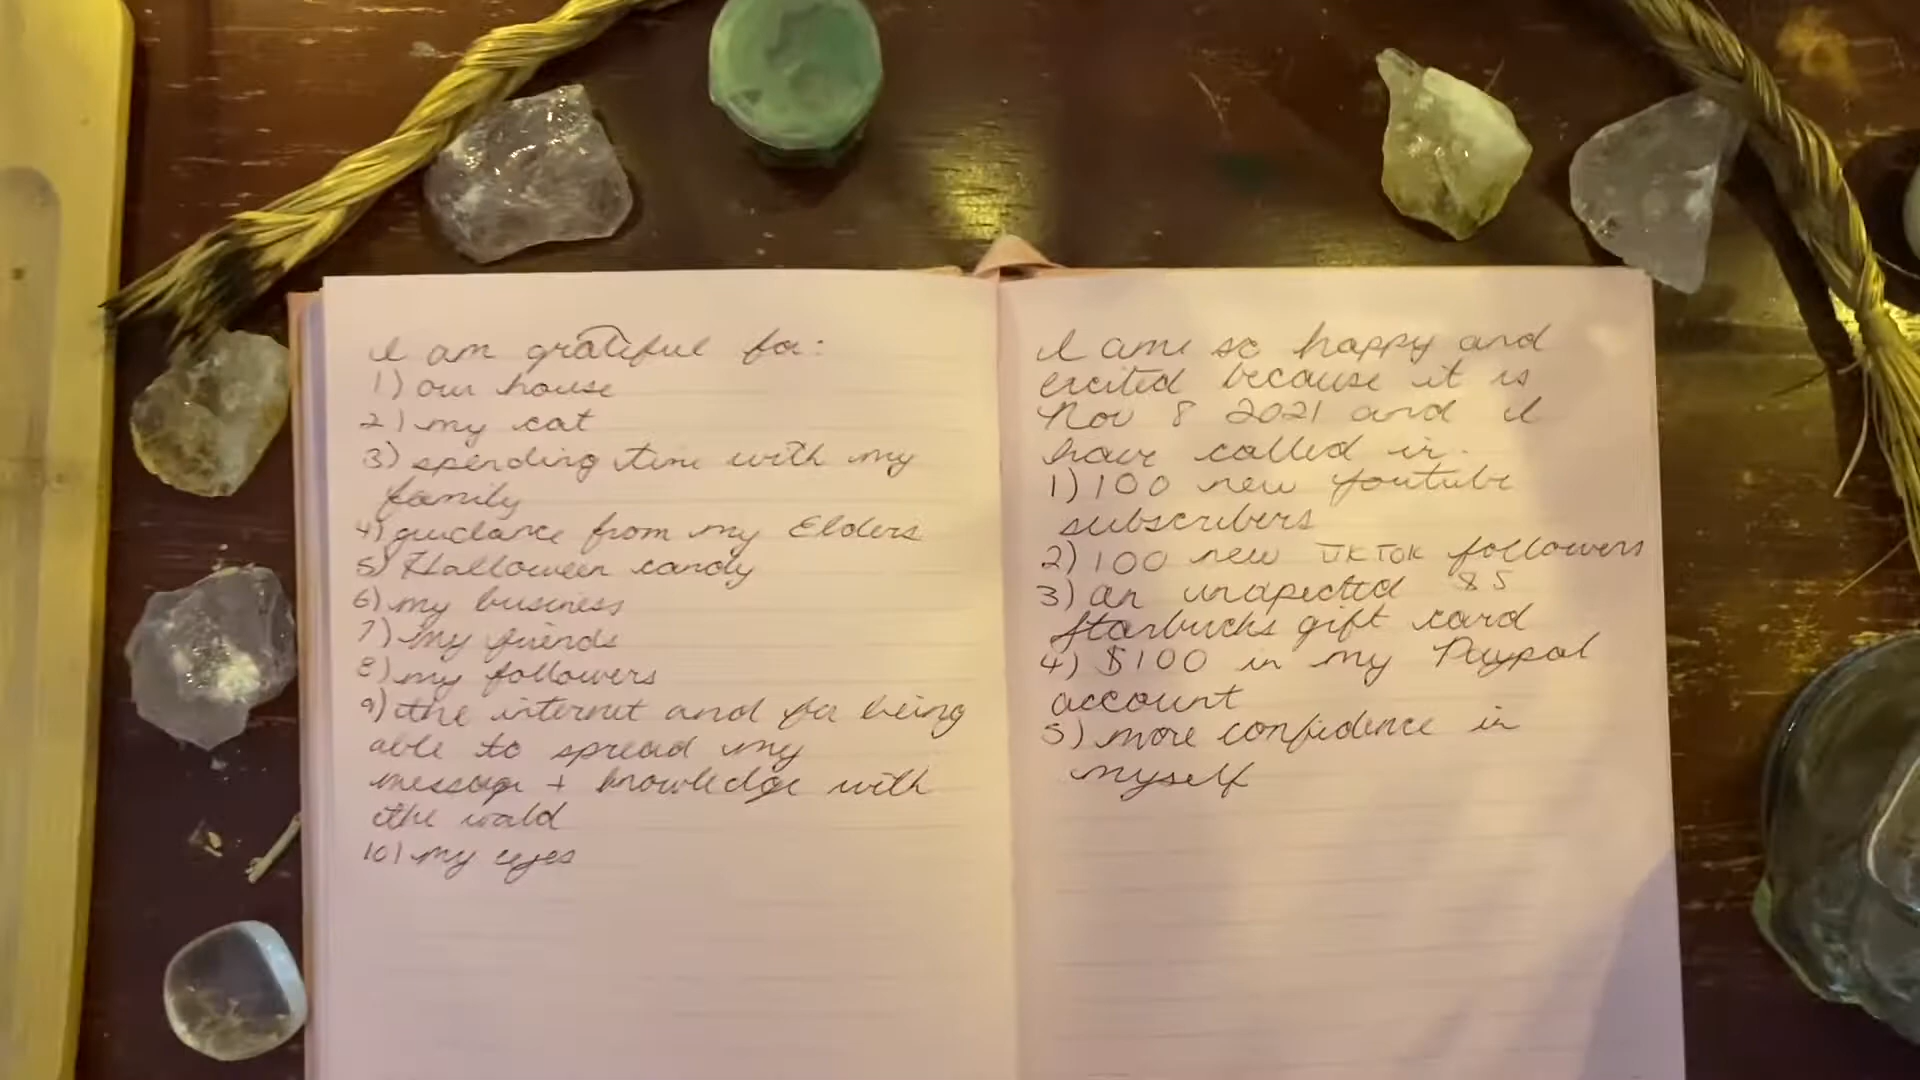 I am grateful for:
1) our house
2) my cat
3) spending time with my
family
4) guidance from my Elders
5) Halloween candy
6) my business
7) my friends
8) my followers
9) the internet and for being
able to spread my
message + knowledge with
the world
10) my eyes
I am so happy and
excited because it is
Nov 8 2021 and I
have called in.
1) 100 new Youtube
subscribers
2) 100 new TIKTOK followers
3) an unexpected $5
Starbucks gift card
4) $100 in my Paypal
account
5) more confidence in
myself